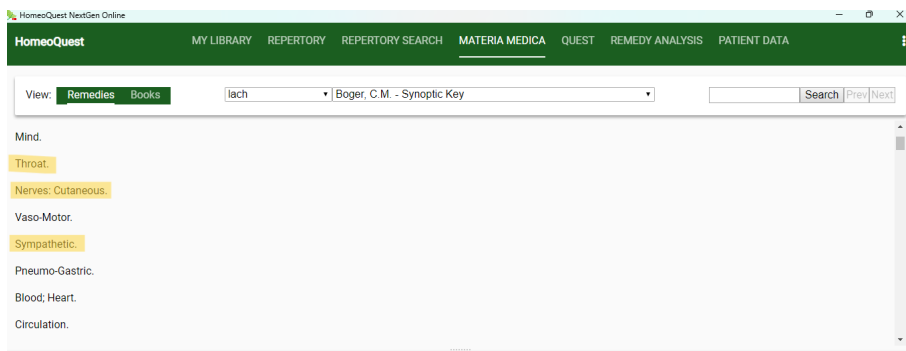 HomeoQuest NextGen Online
HomeoQuest MY LIBRARY REPERTORY REPERTORY SEARCH MATERIA MEDICA QUEST REMEDY ANALYSIS PATIENT DATA
View: Remedies Books lach Boger, C.M. - Synoptic Key Search Prev Next
Mind.
Throat.
Nerves: Cutaneous.
Vaso-Motor.
Sympathetic.
Pneumo-Gastric.
Blood; Heart.
Circulation.